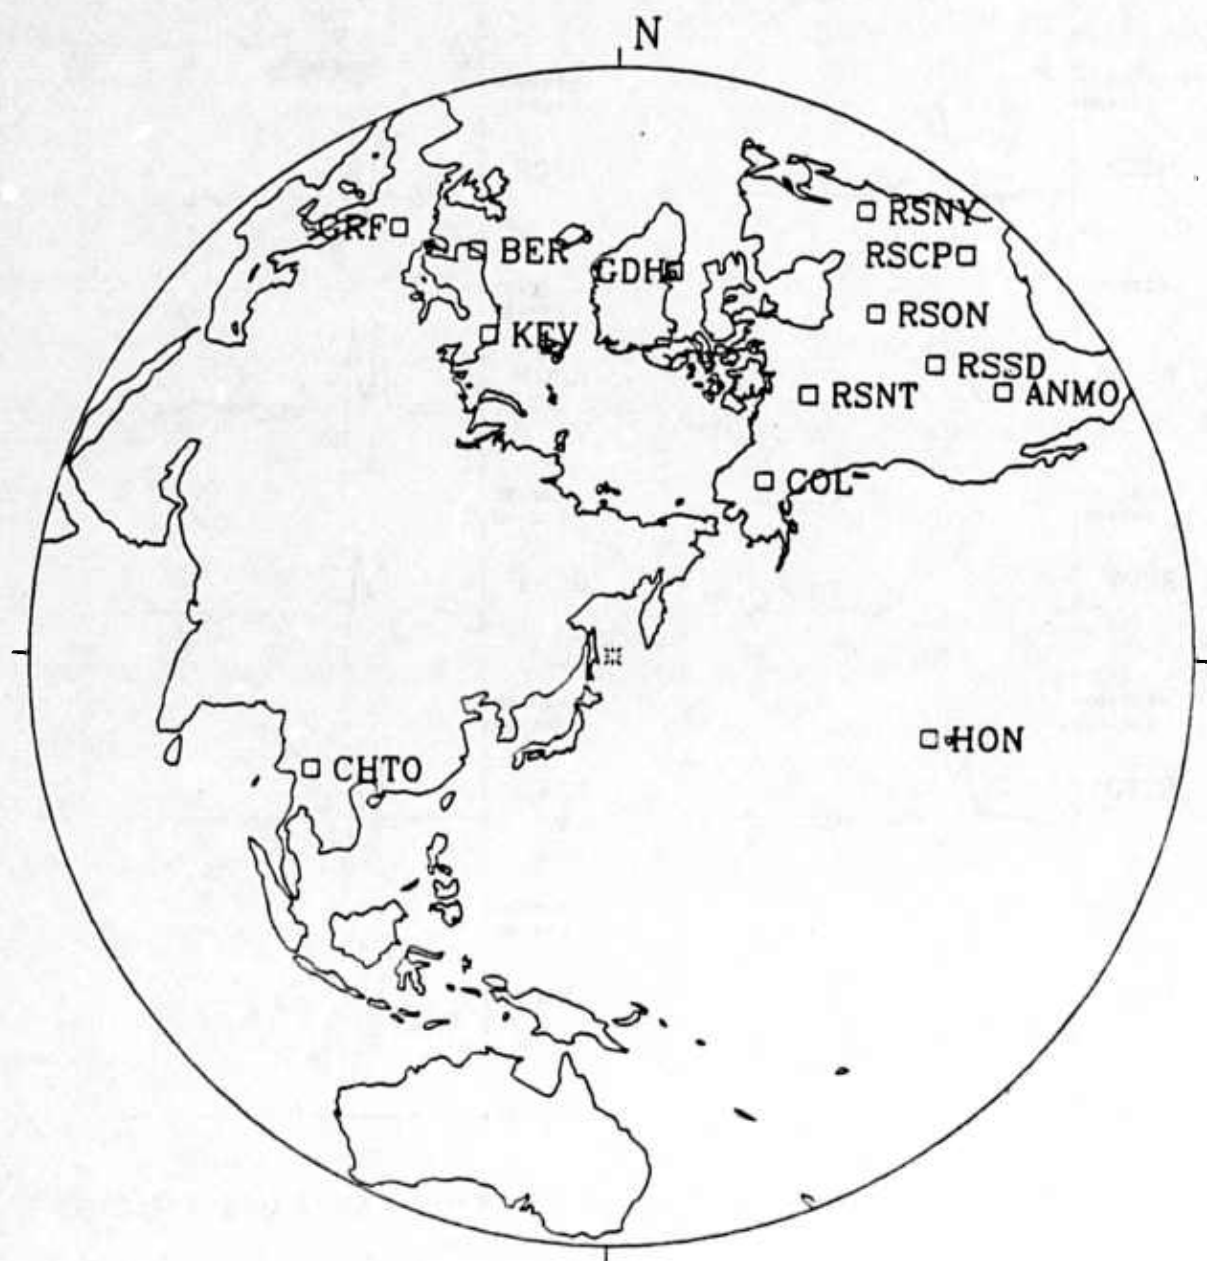 N
RSNY
GRF
BER
RSCP
GDH
RSON
KEV
RSSD
RSNT
ANMO
COL
HON
CHTO